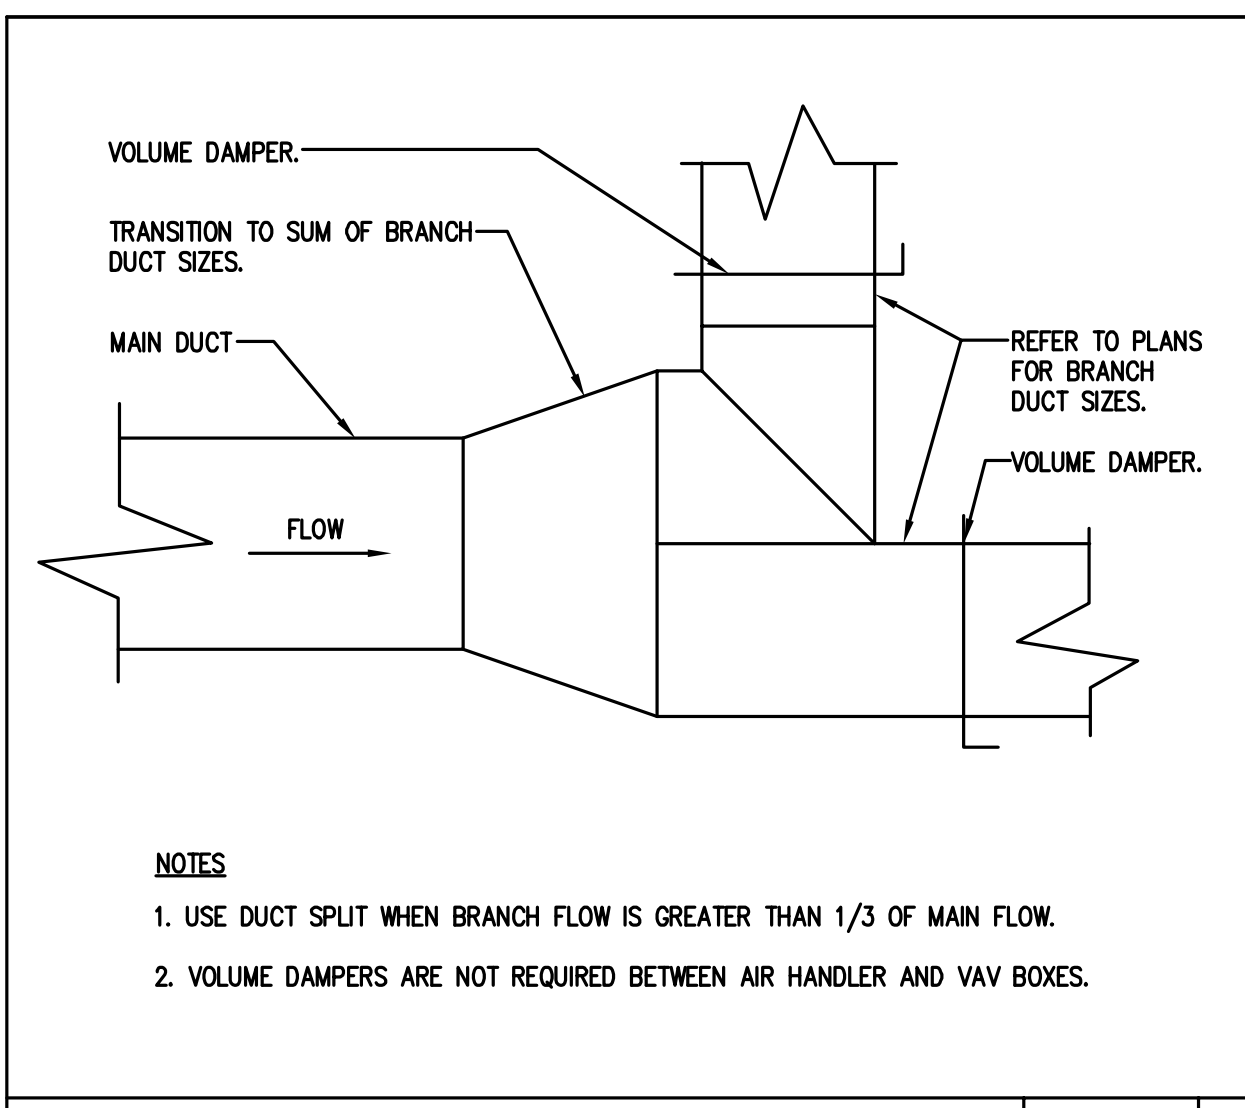 VOLUME DAMPER.
TRANSITION TO SUM OF BRANCH
DUCT SIZES.
MAIN DUCT
REFER TO PLANS
FOR BRANCH
DUCT SIZES.
VOLUME DAMPER.
FLOW
NOTES
1. USE DUCT SPLIT WHEN BRANCH FLOW IS GREATER THAN 1/3 OF MAIN FLOW.
2. VOLUME DAMPERS ARE NOT REQUIRED BETWEEN AIR HANDLER AND VAV BOXES.